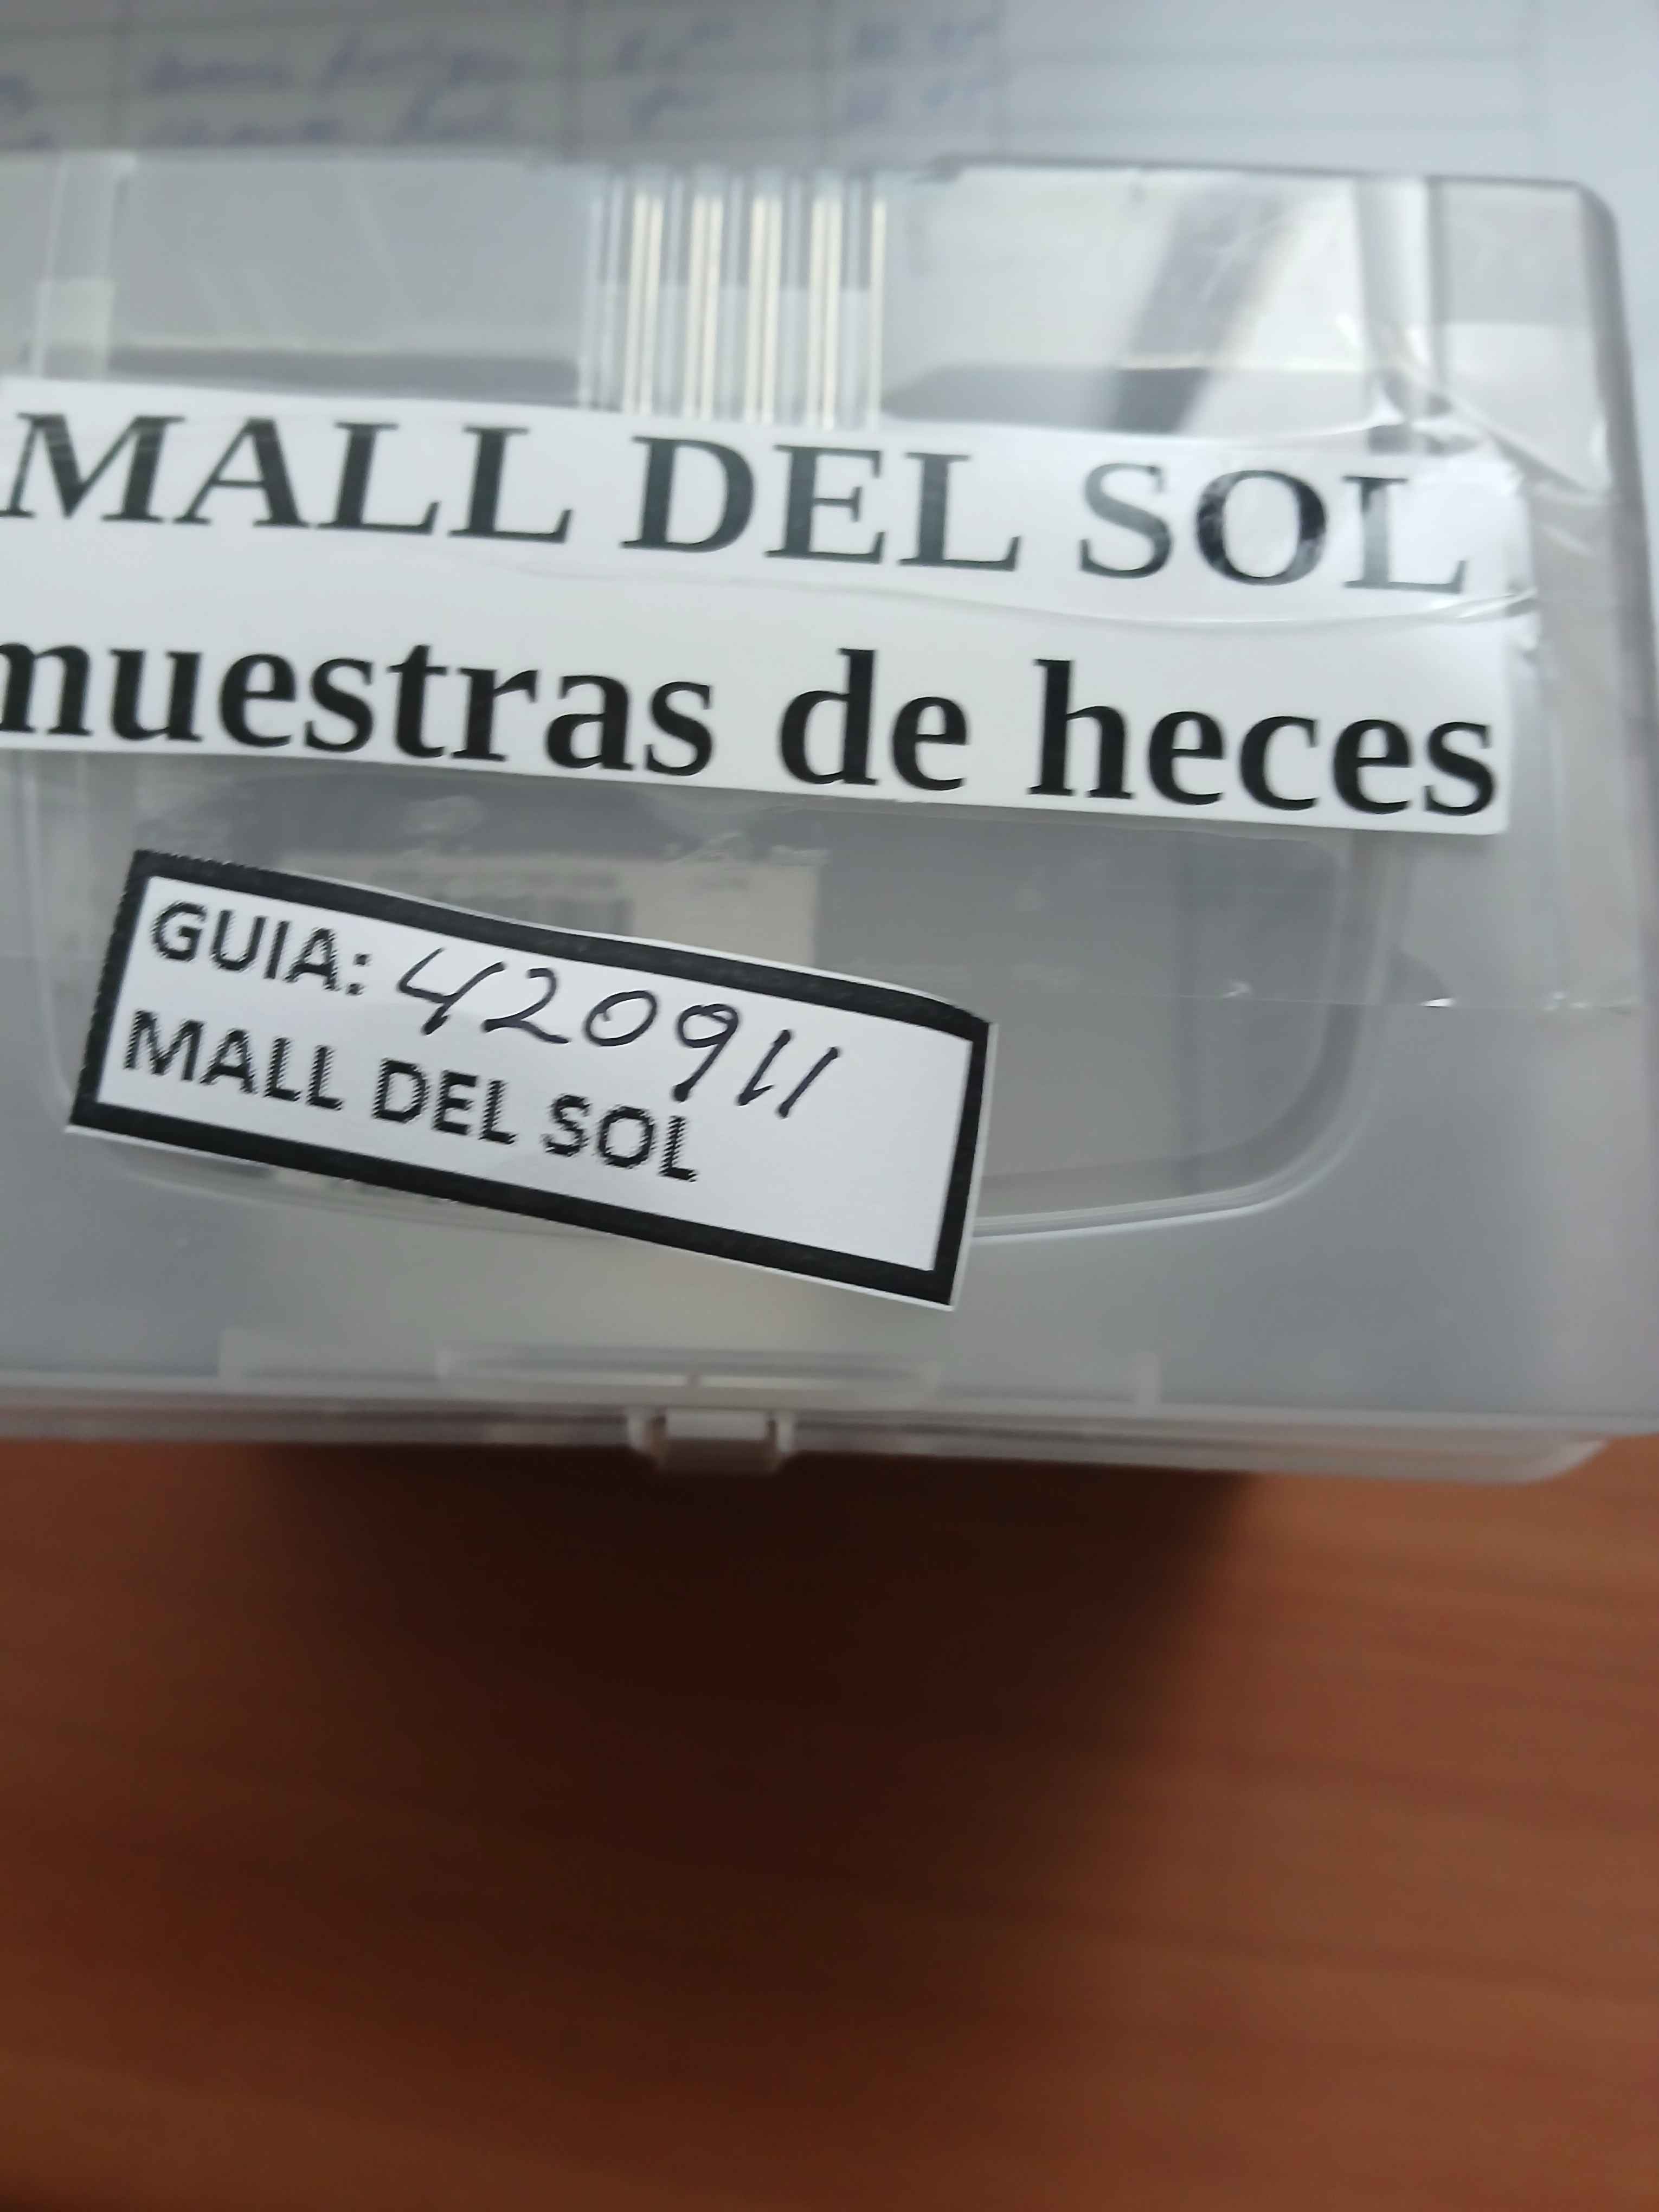 MALL DEL SOL
muestras de heces
GUIA: 420911
MALL DEL SOL